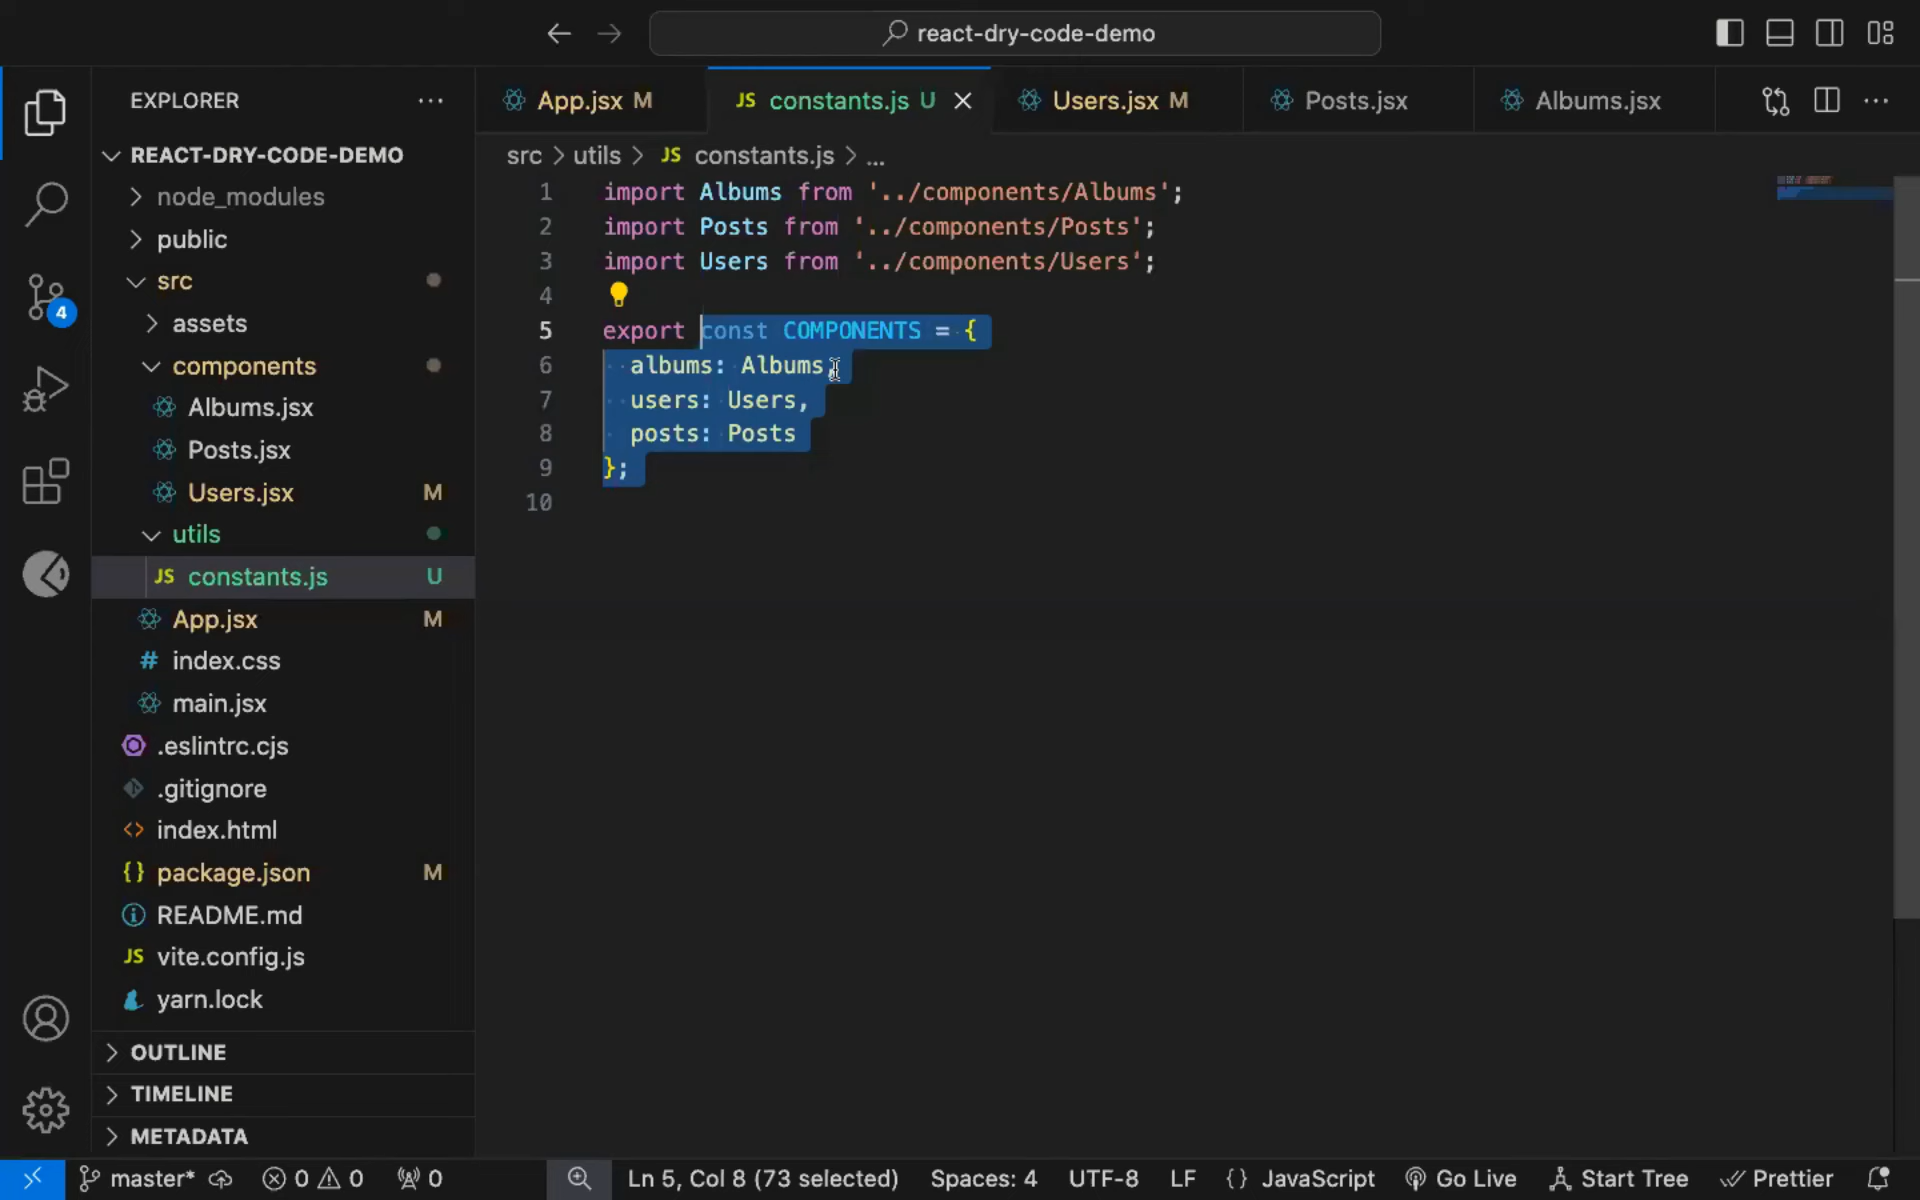 react-dry-code-demo
EXPLORER
REACT-DRY-CODE-DEMO
node_modules
public
src
assets
components
Albums.jsx
Posts.jsx
Users.jsx M
utils
JS constants.js U
App.jsx M
# index.css
main.jsx
.eslintrc.cjs
.gitignore
<> index.html
{} package.json M
README.md
JS vite.config.js
yarn.lock
OUTLINE
TIMELINE
METADATA
4
App.jsx M
JS constants.js U
Users.jsx M
Posts.jsx
Albums.jsx
src > utils > JS constants.js > ...
1 import Albums from '../components/Albums';
2 import Posts from '../components/Posts';
3 import Users from '../components/Users';
4
5 export const COMPONENTS = {
6 albums: Albums,
7 users: Users,
8 posts: Posts
9 };
10
master* 0 0 0 Ln 5, Col 8 (73 selected) Spaces: 4 UTF-8 LF {} JavaScript Go Live Start Tree Prettier